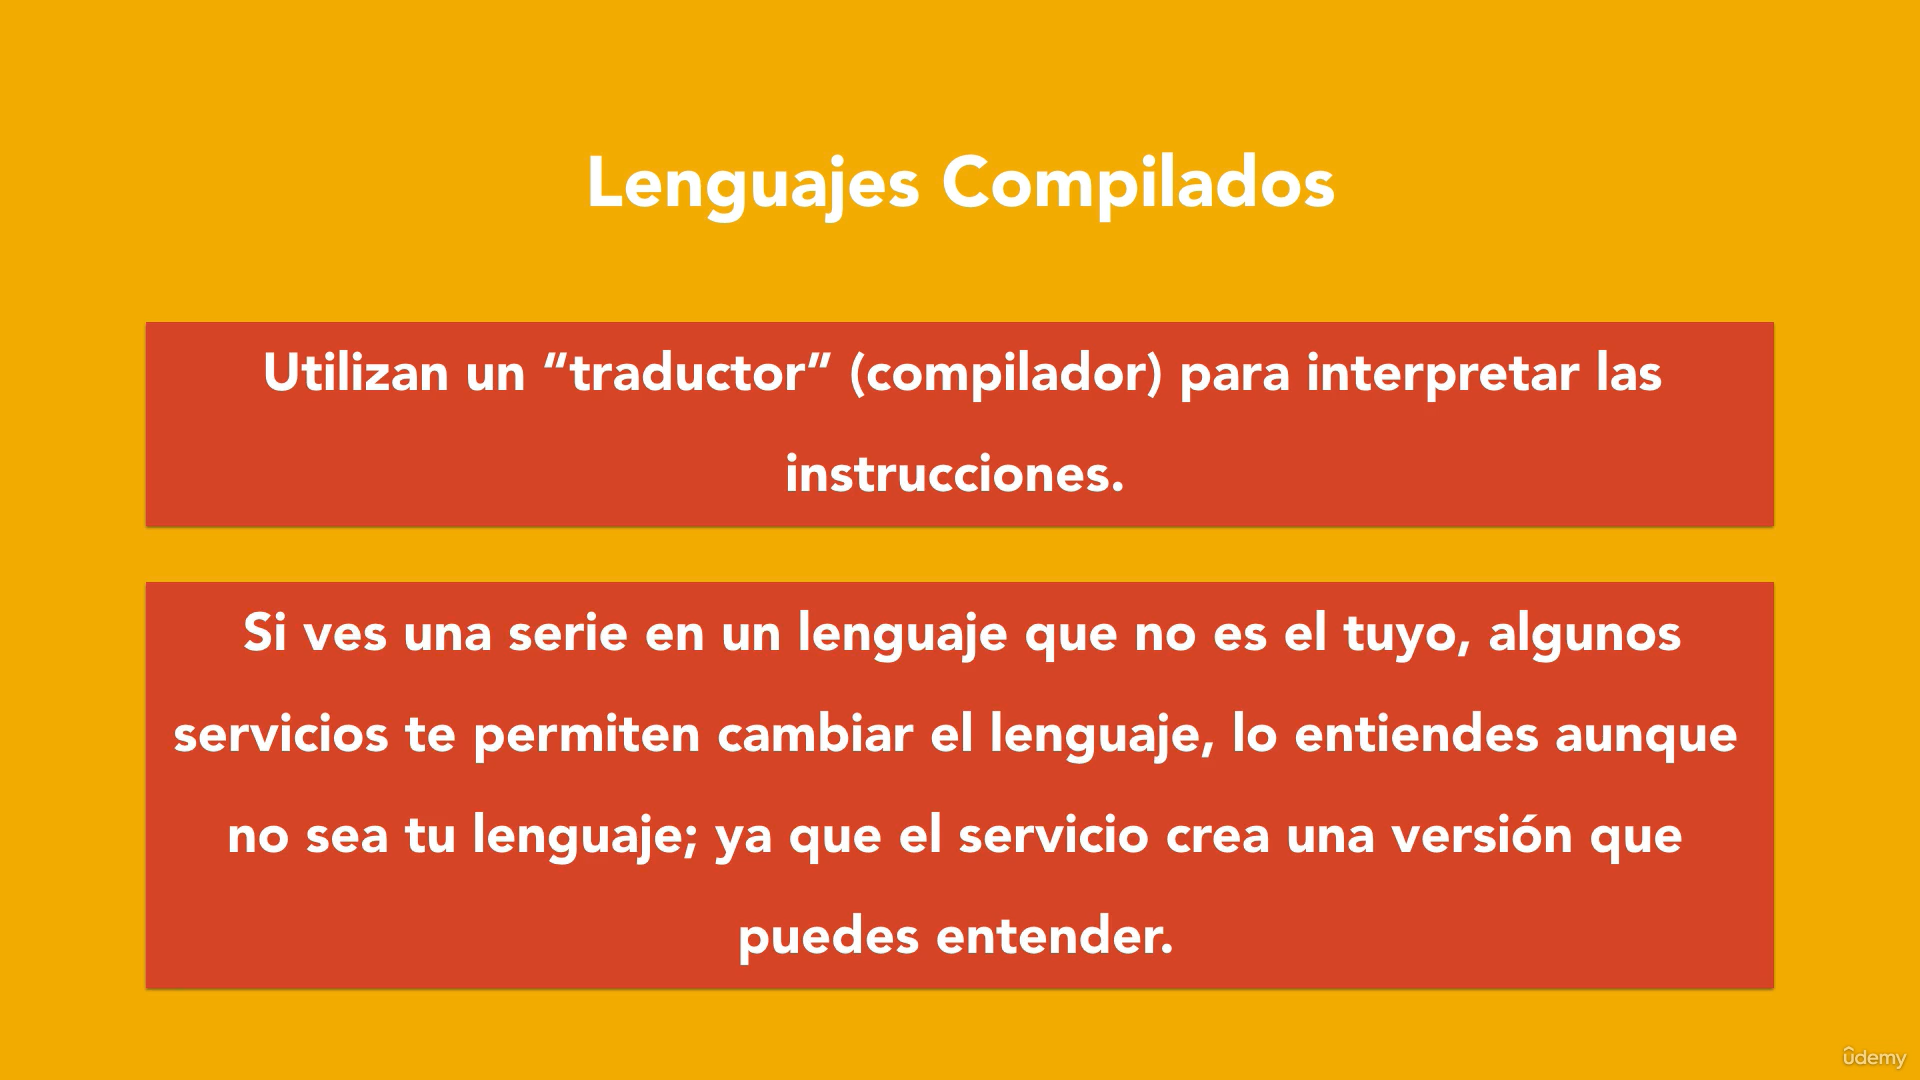 Lenguajes Compilados
Utilizan un “traductor” (compilador) para interpretar las
instrucciones.
Si ves una serie en un lenguaje que no es el tuyo, algunos
servicios te permiten cambiar el lenguaje, lo entiendes aunque
no sea tu lenguaje; ya que el servicio crea una versión que
puedes entender.
ûdemy